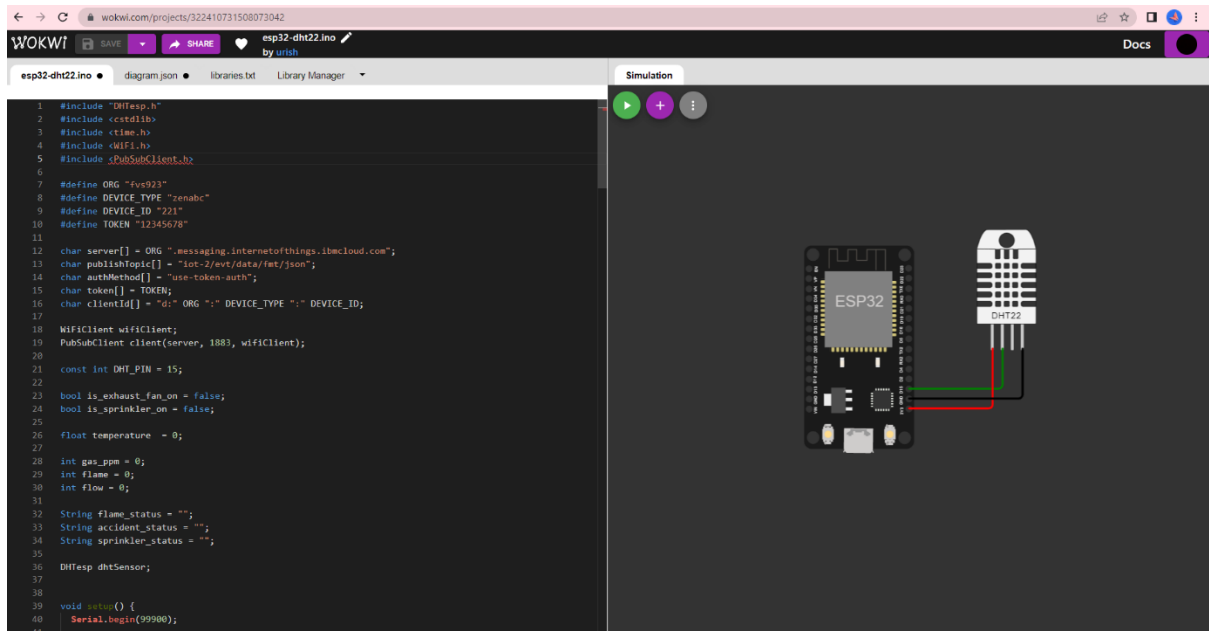 wokwi.com/projects/322410731508073042
WOKWI SAVE SHARE esp32-dht22.ino Docs
by urish
esp32-dht22.ino diagram.json libraries.txt Library Manager Simulation
1 #include "DHTesp.h"
2 #include <cstdlib>
3 #include <time.h>
4 #include <WiFi.h>
5 #include <PubSubClient.h>
6
7 #define ORG "fvs923"
8 #define DEVICE_TYPE "zenabc"
9 #define DEVICE_ID "221"
10 #define TOKEN "12345678"
11
12 char server[] = ORG ".messaging.internetofthings.ibmcloud.com";
13 char publishTopic[] = "iot-2/evt/data/fmt/json";
14 char authMethod[] = "use-token-auth";
15 char token[] = TOKEN;
16 char clientId[] = "d:" ORG ":" DEVICE_TYPE ":" DEVICE_ID;
17
18 WiFiClient wifiClient;
19 PubSubClient client(server, 1883, wifiClient);
20
21 const int DHT_PIN = 15;
22
23 bool is_exhaust_fan_on = false;
24 bool is_sprinkler_on = false;
25
26 float temperature = 0;
27
28 int gas_ppm = 0;
29 int flame = 0;
30 int flow = 0;
31
32 String flame_status = "";
33 String accident_status = "";
34 String sprinkler_status = "";
35
36 DHTesp dhtSensor;
37
38
39 void setup() {
40 Serial.begin(99900);
ESP32
DHT22